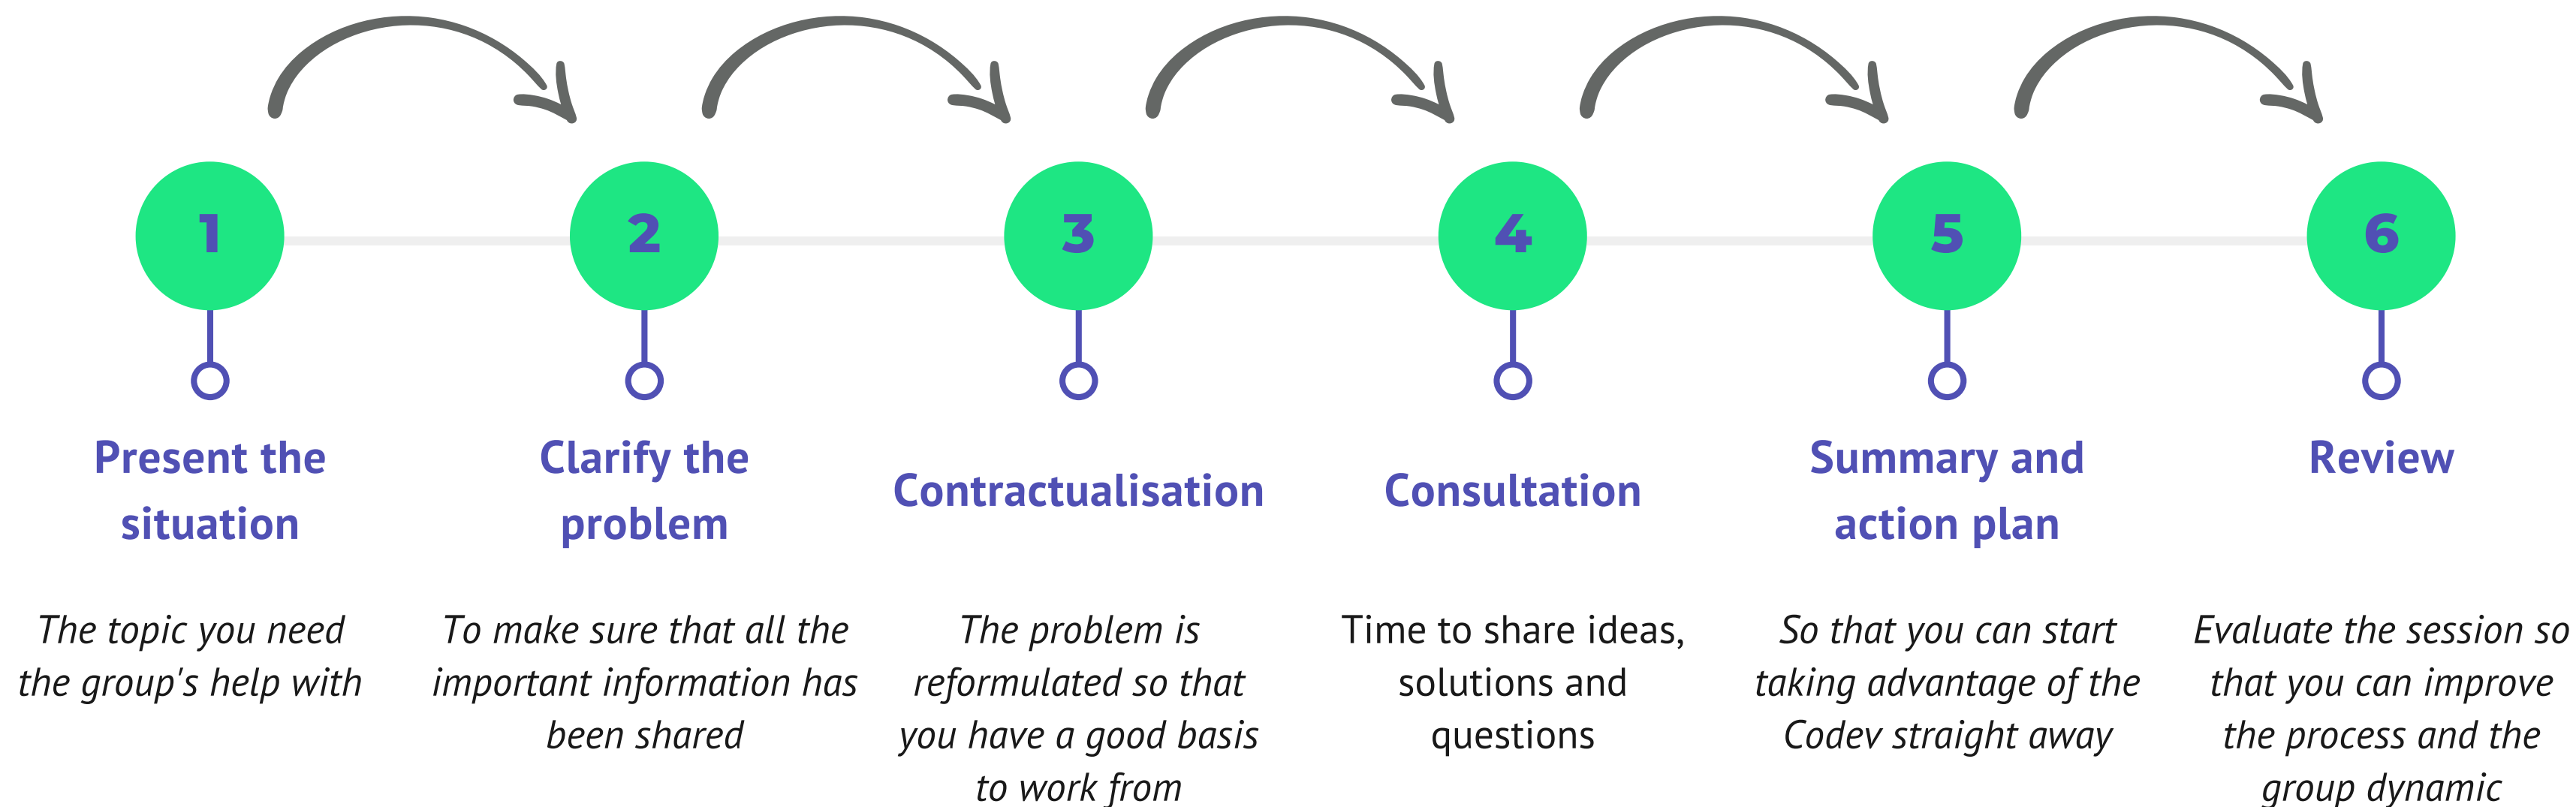 1
2
3
4
5
6
Present the
situation
Clarify the
problem
Contractualisation
Consultation
Summary and
action plan
Review
The topic you need
the group's help with
To make sure that all the
important information has
been shared
The problem is
reformulated so that
you have a good basis
to work from
Time to share ideas,
solutions and
questions
So that you can start
taking advantage of the
Codev straight away
Evaluate the session so
that you can improve
the process and the
group dynamic